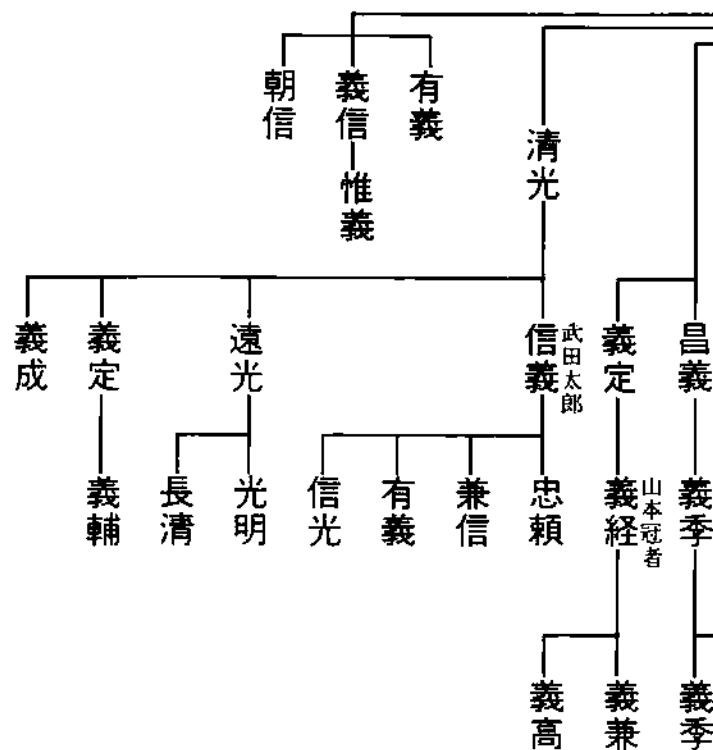 有義
義信
朝信
惟義
清光
昌義
義定
信義
武田太郎
遠光
義定
義成
義季
義経
山本冠者
忠頼
兼信
有義
信光
光明
長清
義輔
義季
義兼
義高